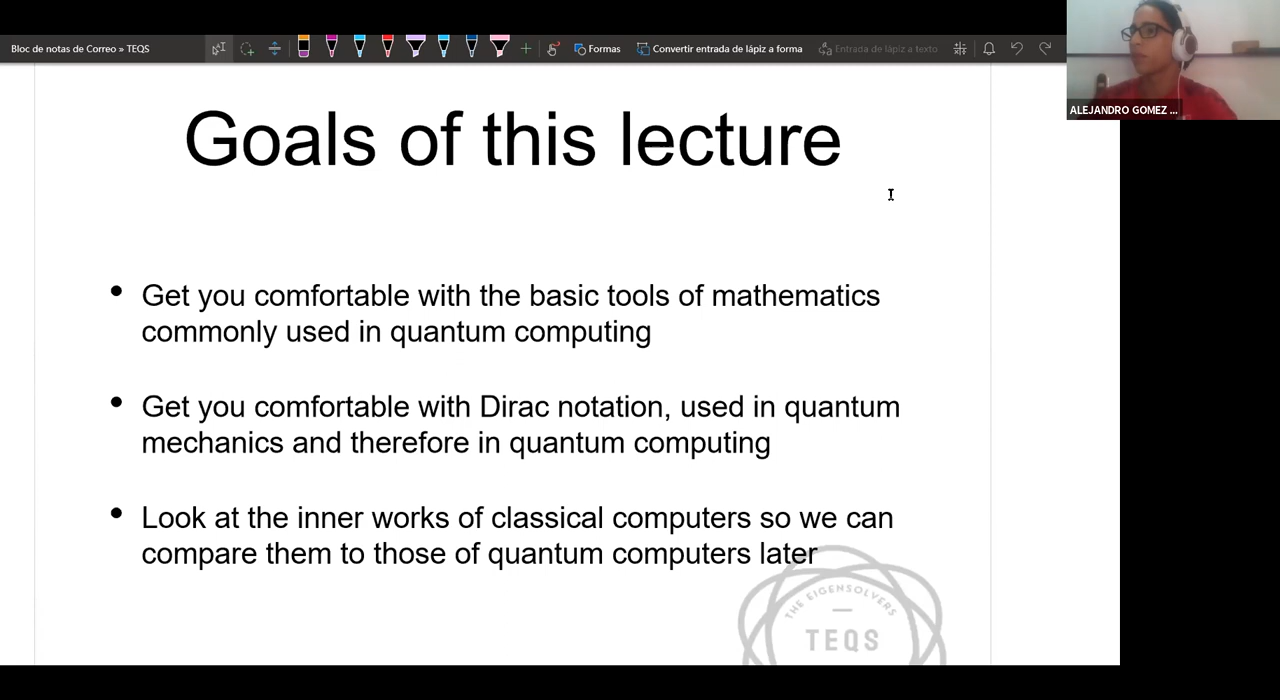 Bloc de notas de Correo » TEQS
Formas
Convertir entrada de lápiz a forma
Entrada de lápiz a texto
ALEJANDRO GOMEZ ...
Goals of this lecture
• Get you comfortable with the basic tools of mathematics
commonly used in quantum computing
• Get you comfortable with Dirac notation, used in quantum
mechanics and therefore in quantum computing
• Look at the inner works of classical computers so we can
compare them to those of quantum computers later
THE EIGENSOLVERS
TEQS